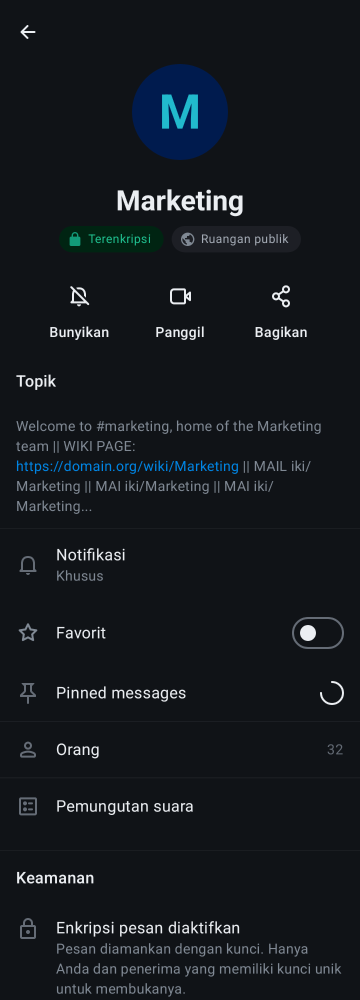 M
Marketing
Terenkripsi
Ruangan publik
Bunyikan
Panggil
Bagikan
Topik
Welcome to #marketing, home of the Marketing
team || WIKI PAGE:
https://domain.org/wiki/Marketing || MAIL iki/
Marketing || MAI iki/Marketing || MAI iki/
Marketing...
Notifikasi
Khusus
Favorit
Pinned messages
Orang 32
Pemungutan suara
Keamanan
Enkripsi pesan diaktifkan
Pesan diamankan dengan kunci. Hanya
Anda dan penerima yang memiliki kunci unik
untuk membukanya.